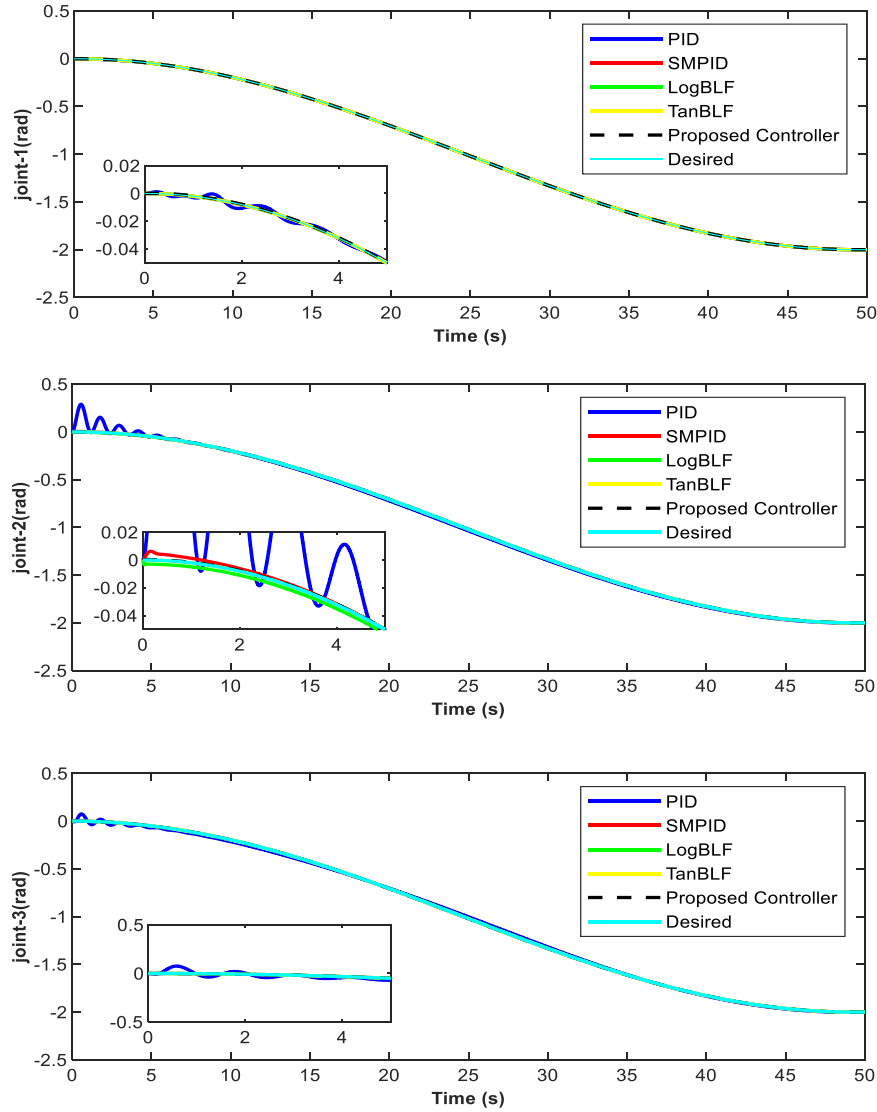 0.5
0
-0.5
-1
-1.5
-2
-2.5
joint-1(rad)
PID
SMPID
LogBLF
TanBLF
Proposed Controller
Desired
0.02
0
-0.02
-0.04
0 2 4
0 5 10 15 20 25 30 35 40 45 50
Time (s)
0.5
0
-0.5
-1
-1.5
-2
-2.5
joint-2(rad)
PID
SMPID
LogBLF
TanBLF
Proposed Controller
Desired
0.02
0
-0.02
-0.04
0 2 4
0 5 10 15 20 25 30 35 40 45 50
Time (s)
0.5
0
-0.5
-1
-1.5
-2
-2.5
joint-3(rad)
PID
SMPID
LogBLF
TanBLF
Proposed Controller
Desired
0.5
0
-0.5
0 2 4
0 5 10 15 20 25 30 35 40 45 50
Time (s)